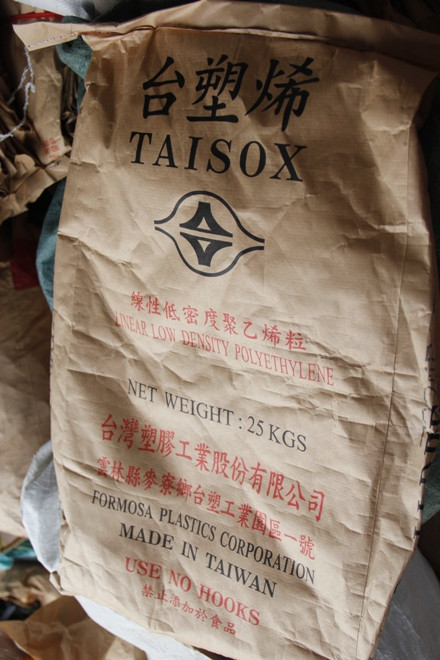 台塑烯
TAISOX
線性低密度聚乙烯粒
LINEAR LOW DENSITY POLYETHYLENE
NET WEIGHT : 25 KGS
台灣塑膠工業股份有限公司
雲林縣麥寮鄉台塑工業園區一號
FORMOSA PLASTICS CORPORATION
MADE IN TAIWAN
USE NO HOOKS
禁止添加於食品